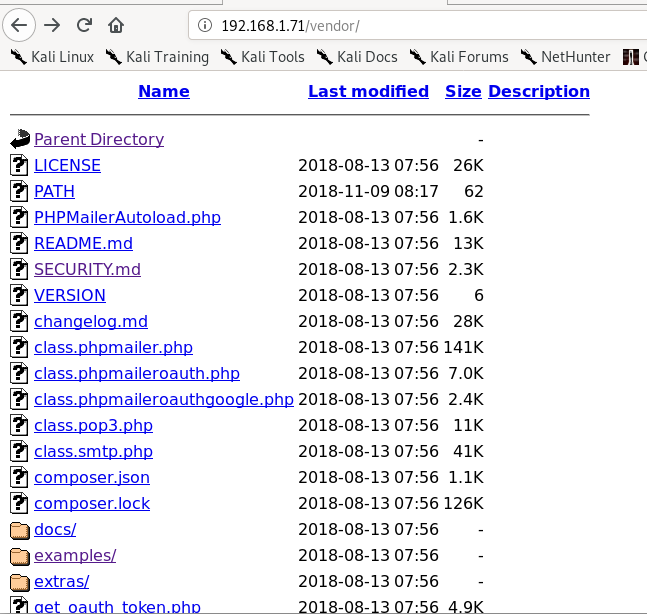 192.168.1.71/vendor/
Kali Linux Kali Training Kali Tools Kali Docs Kali Forums NetHunter
Name Last modified Size Description
Parent Directory -
LICENSE 2018-08-13 07:56 26K
PATH 2018-11-09 08:17 62
PHPMailerAutoload.php 2018-08-13 07:56 1.6K
README.md 2018-08-13 07:56 13K
SECURITY.md 2018-08-13 07:56 2.3K
VERSION 2018-08-13 07:56 6
changelog.md 2018-08-13 07:56 28K
class.phpmailer.php 2018-08-13 07:56 141K
class.phpmaileroauth.php 2018-08-13 07:56 7.0K
class.phpmaileroauthgoogle.php 2018-08-13 07:56 2.4K
class.pop3.php 2018-08-13 07:56 11K
class.smtp.php 2018-08-13 07:56 41K
composer.json 2018-08-13 07:56 1.1K
composer.lock 2018-08-13 07:56 126K
docs/ 2018-08-13 07:56 -
examples/ 2018-08-13 07:56 -
extras/ 2018-08-13 07:56 -
get_oauth_token.php 2018-08-13 07:56 4.9K